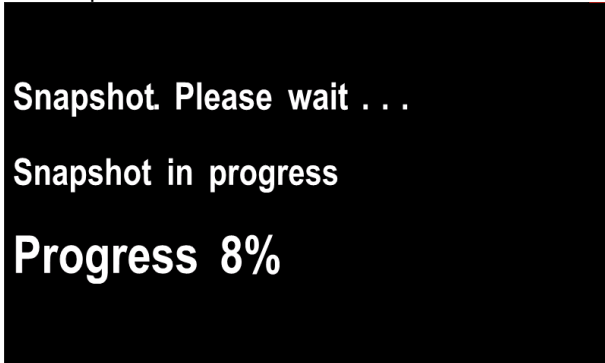 Snapshot. Please wait . . .
Snapshot in progress
Progress 8%